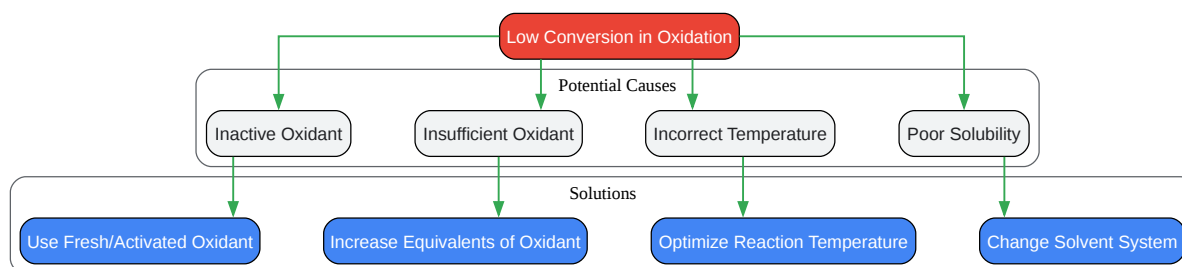 Low Conversion in Oxidation
Potential Causes
Inactive Oxidant
Insufficient Oxidant
Incorrect Temperature
Poor Solubility
Solutions
Use Fresh/Activated Oxidant
Increase Equivalents of Oxidant
Optimize Reaction Temperature
Change Solvent System